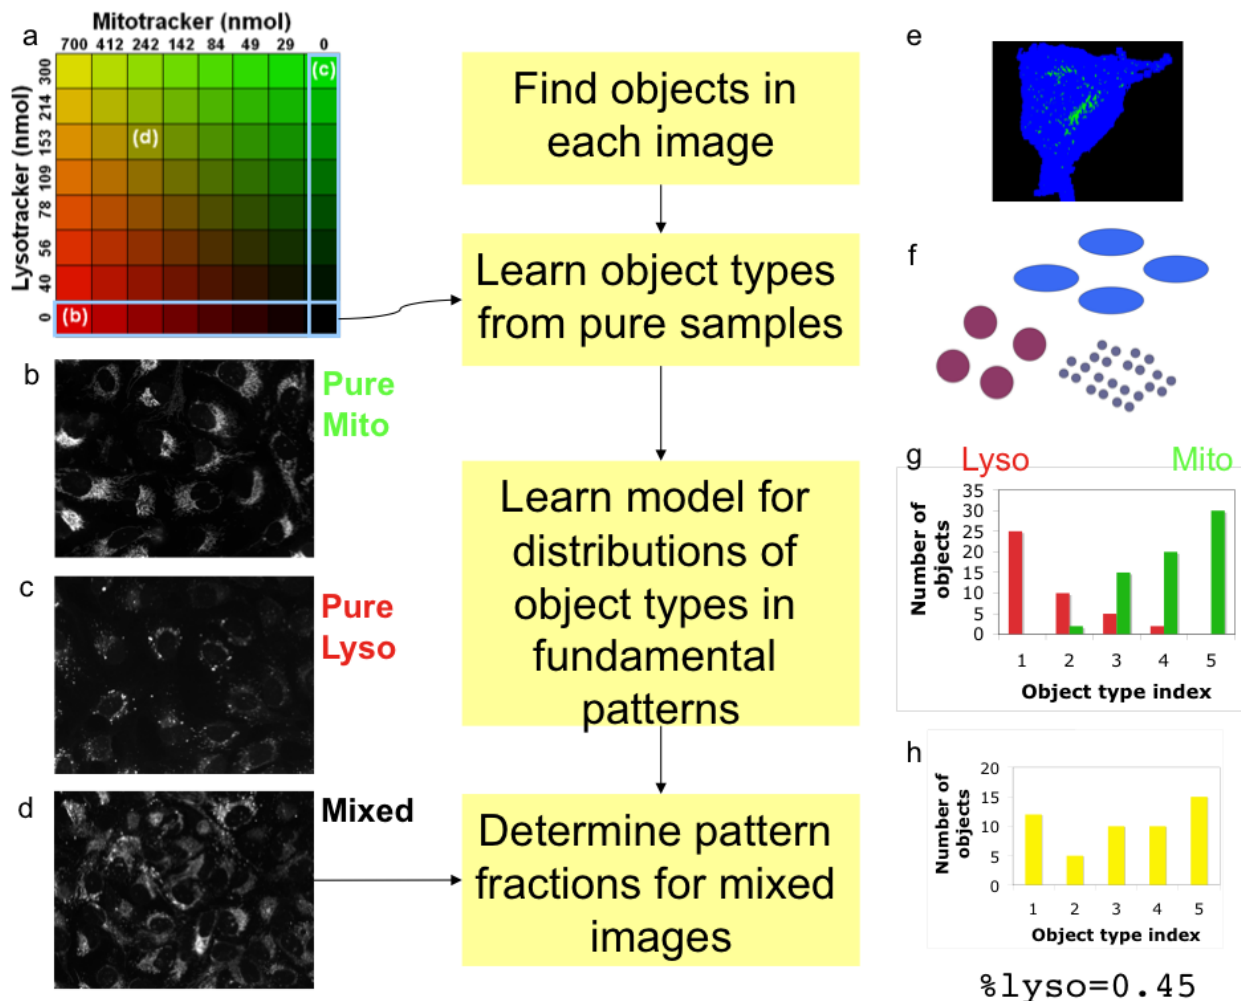 a
Mitotracker (nmol)
700 412 242 142 84 49 29 0
Lysotracker (nmol)
300
214
153
109
78
56
40
0
(c)
(d)
(b)
b
Pure
Mito
c
Pure
Lyso
d
Mixed
Find objects in
each image
Learn object types
from pure samples
Learn model for
distributions of
object types in
fundamental
patterns
Determine pattern
fractions for mixed
images
e
f
g
Lyso
Mito
Number of
objects
35
30
25
20
15
10
5
0
1 2 3 4 5
Object type index
h
Number of
objects
20
15
10
5
0
1 2 3 4 5
Object type index
%lyso=0.45